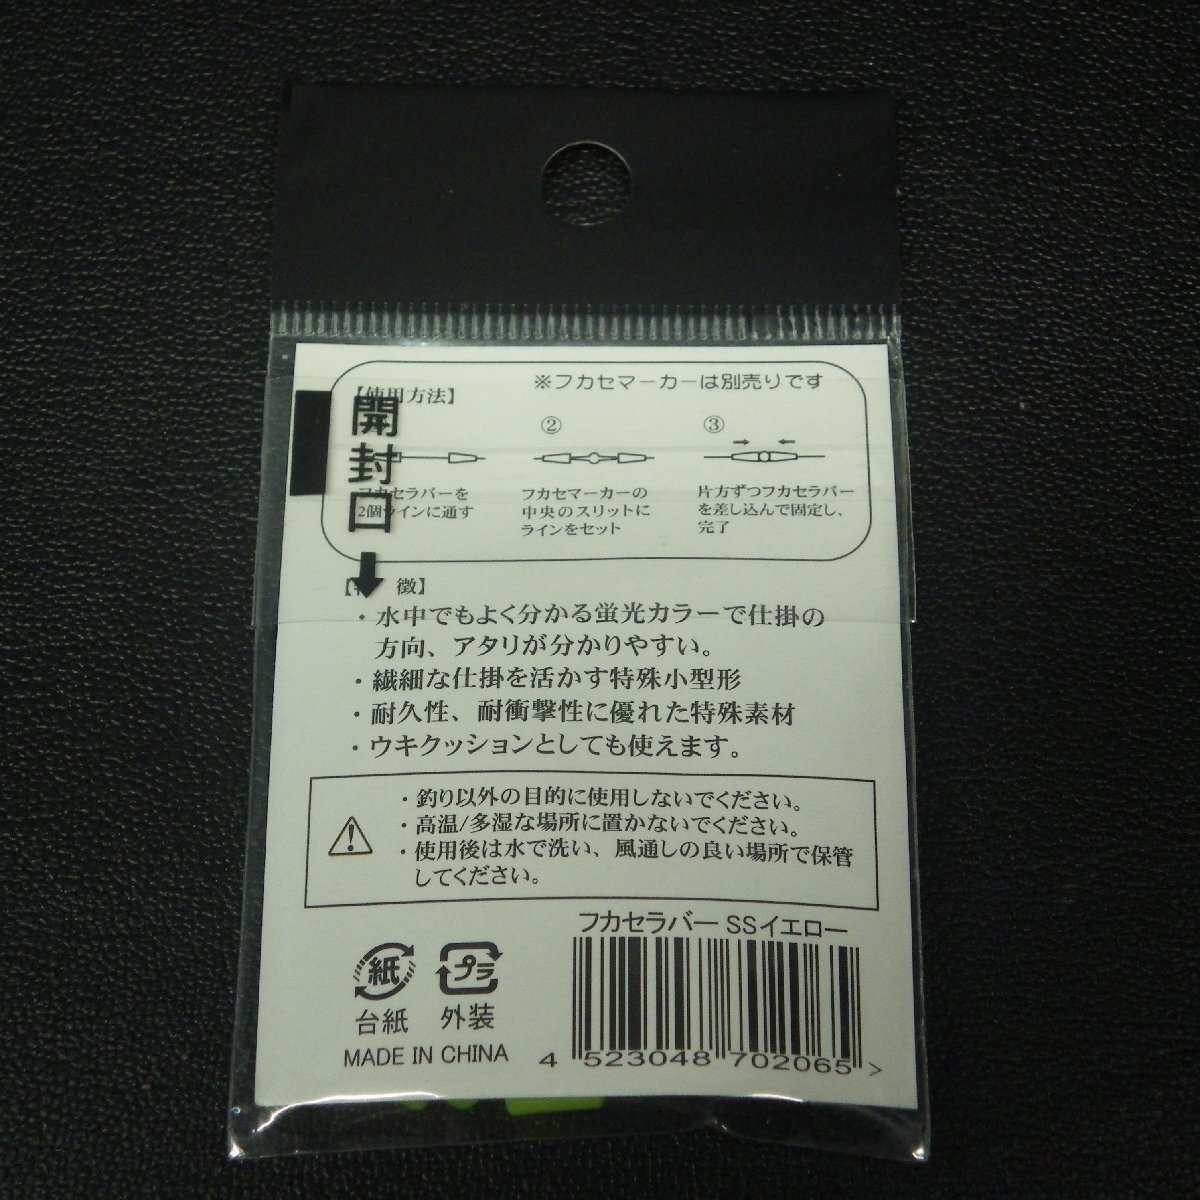 ※フカセマーカーは別売りです
【使用方法】
開封口
②
③
フカセラバーを
2個ラインに通す
フカセマーカーの
中央のスリットに
ラインをセット
片方ずつフカセラバー
を差し込んで固定し、
完了
徴】
・水中でもよく分かる蛍光カラーで仕掛の
方向、アタリが分かりやすい。
・繊細な仕掛を活かす特殊小型形
・耐久性、耐衝撃性に優れた特殊素材
・ウキクッションとしても使えます。
・釣り以外の目的に使用しないでください。
・高温/多湿な場所に置かないでください。
・使用後は水で洗い、風通しの良い場所で保管
してください。
フカセラバー SSイエロー
紙
プラ
台紙
外装
MADE IN CHINA
4 523048 702065 >